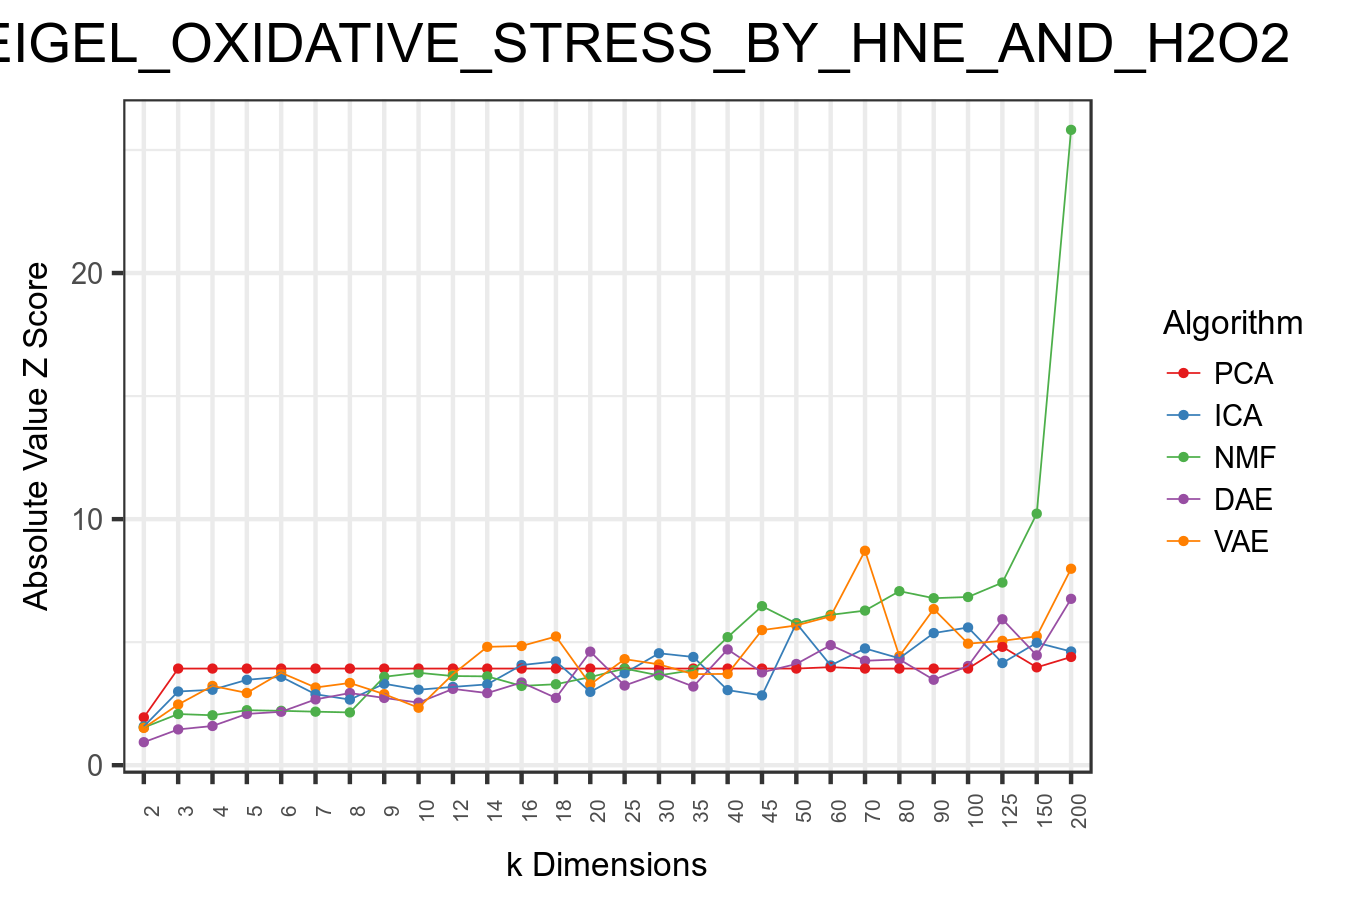 EIGEL_OXIDATIVE_STRESS_BY_HNE_AND_H2O2
Absolute Value Z Score
20
10
0
2 3 4 5 6 7 8 9 10 12 14 16 18 20 25 30 35 40 45 50 60 70 80 90 100 125 150 200
k Dimensions
Algorithm
PCA
ICA
NMF
DAE
VAE